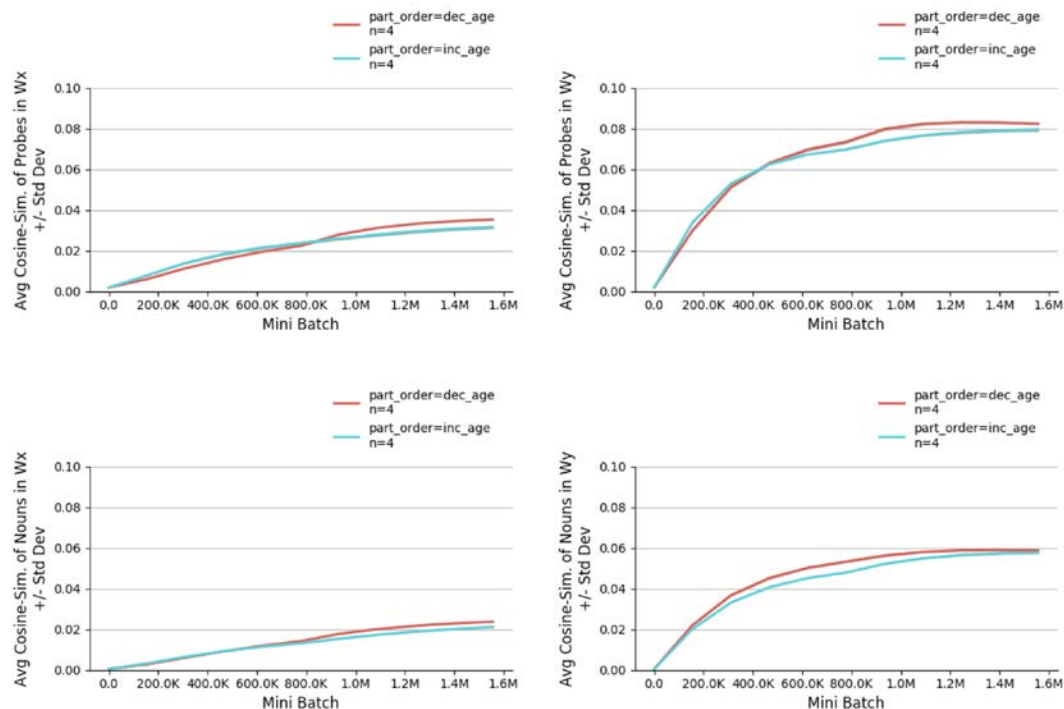 part_order=dec_age
n=4
part_order=inc_age
n=4
Avg Cosine-Sim. of Probes in Wx
+/- Std Dev
0.10
0.08
0.06
0.04
0.02
0.00
0.0 200.0K 400.0K 600.0K 800.0K 1.0M 1.2M 1.4M 1.6M
Mini Batch
part_order=dec_age
n=4
part_order=inc_age
n=4
Avg Cosine-Sim. of Probes in Wy
+/- Std Dev
0.10
0.08
0.06
0.04
0.02
0.00
0.0 200.0K 400.0K 600.0K 800.0K 1.0M 1.2M 1.4M 1.6M
Mini Batch
part_order=dec_age
n=4
part_order=inc_age
n=4
Avg Cosine-Sim. of Nouns in Wx
+/- Std Dev
0.10
0.08
0.06
0.04
0.02
0.00
0.0 200.0K 400.0K 600.0K 800.0K 1.0M 1.2M 1.4M 1.6M
Mini Batch
part_order=dec_age
n=4
part_order=inc_age
n=4
Avg Cosine-Sim. of Nouns in Wy
+/- Std Dev
0.10
0.08
0.06
0.04
0.02
0.00
0.0 200.0K 400.0K 600.0K 800.0K 1.0M 1.2M 1.4M 1.6M
Mini Batch